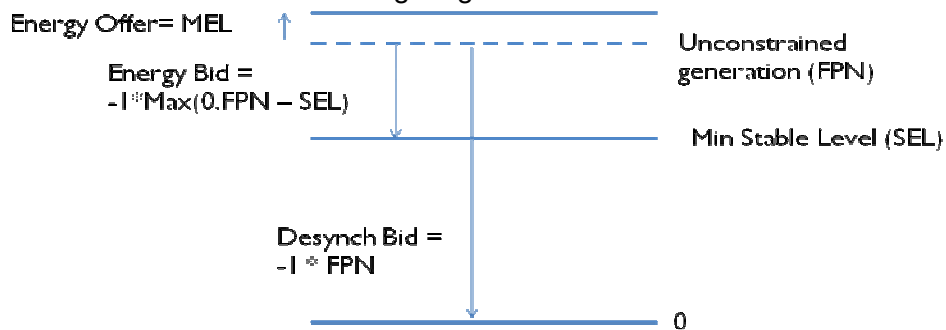 Energy Offer= MEL
Unconstrained
generation (FPN)
Energy Bid =
-1*Max(0.FPN – SEL)
Min Stable Level (SEL)
Desynch Bid =
-1 * FPN
0